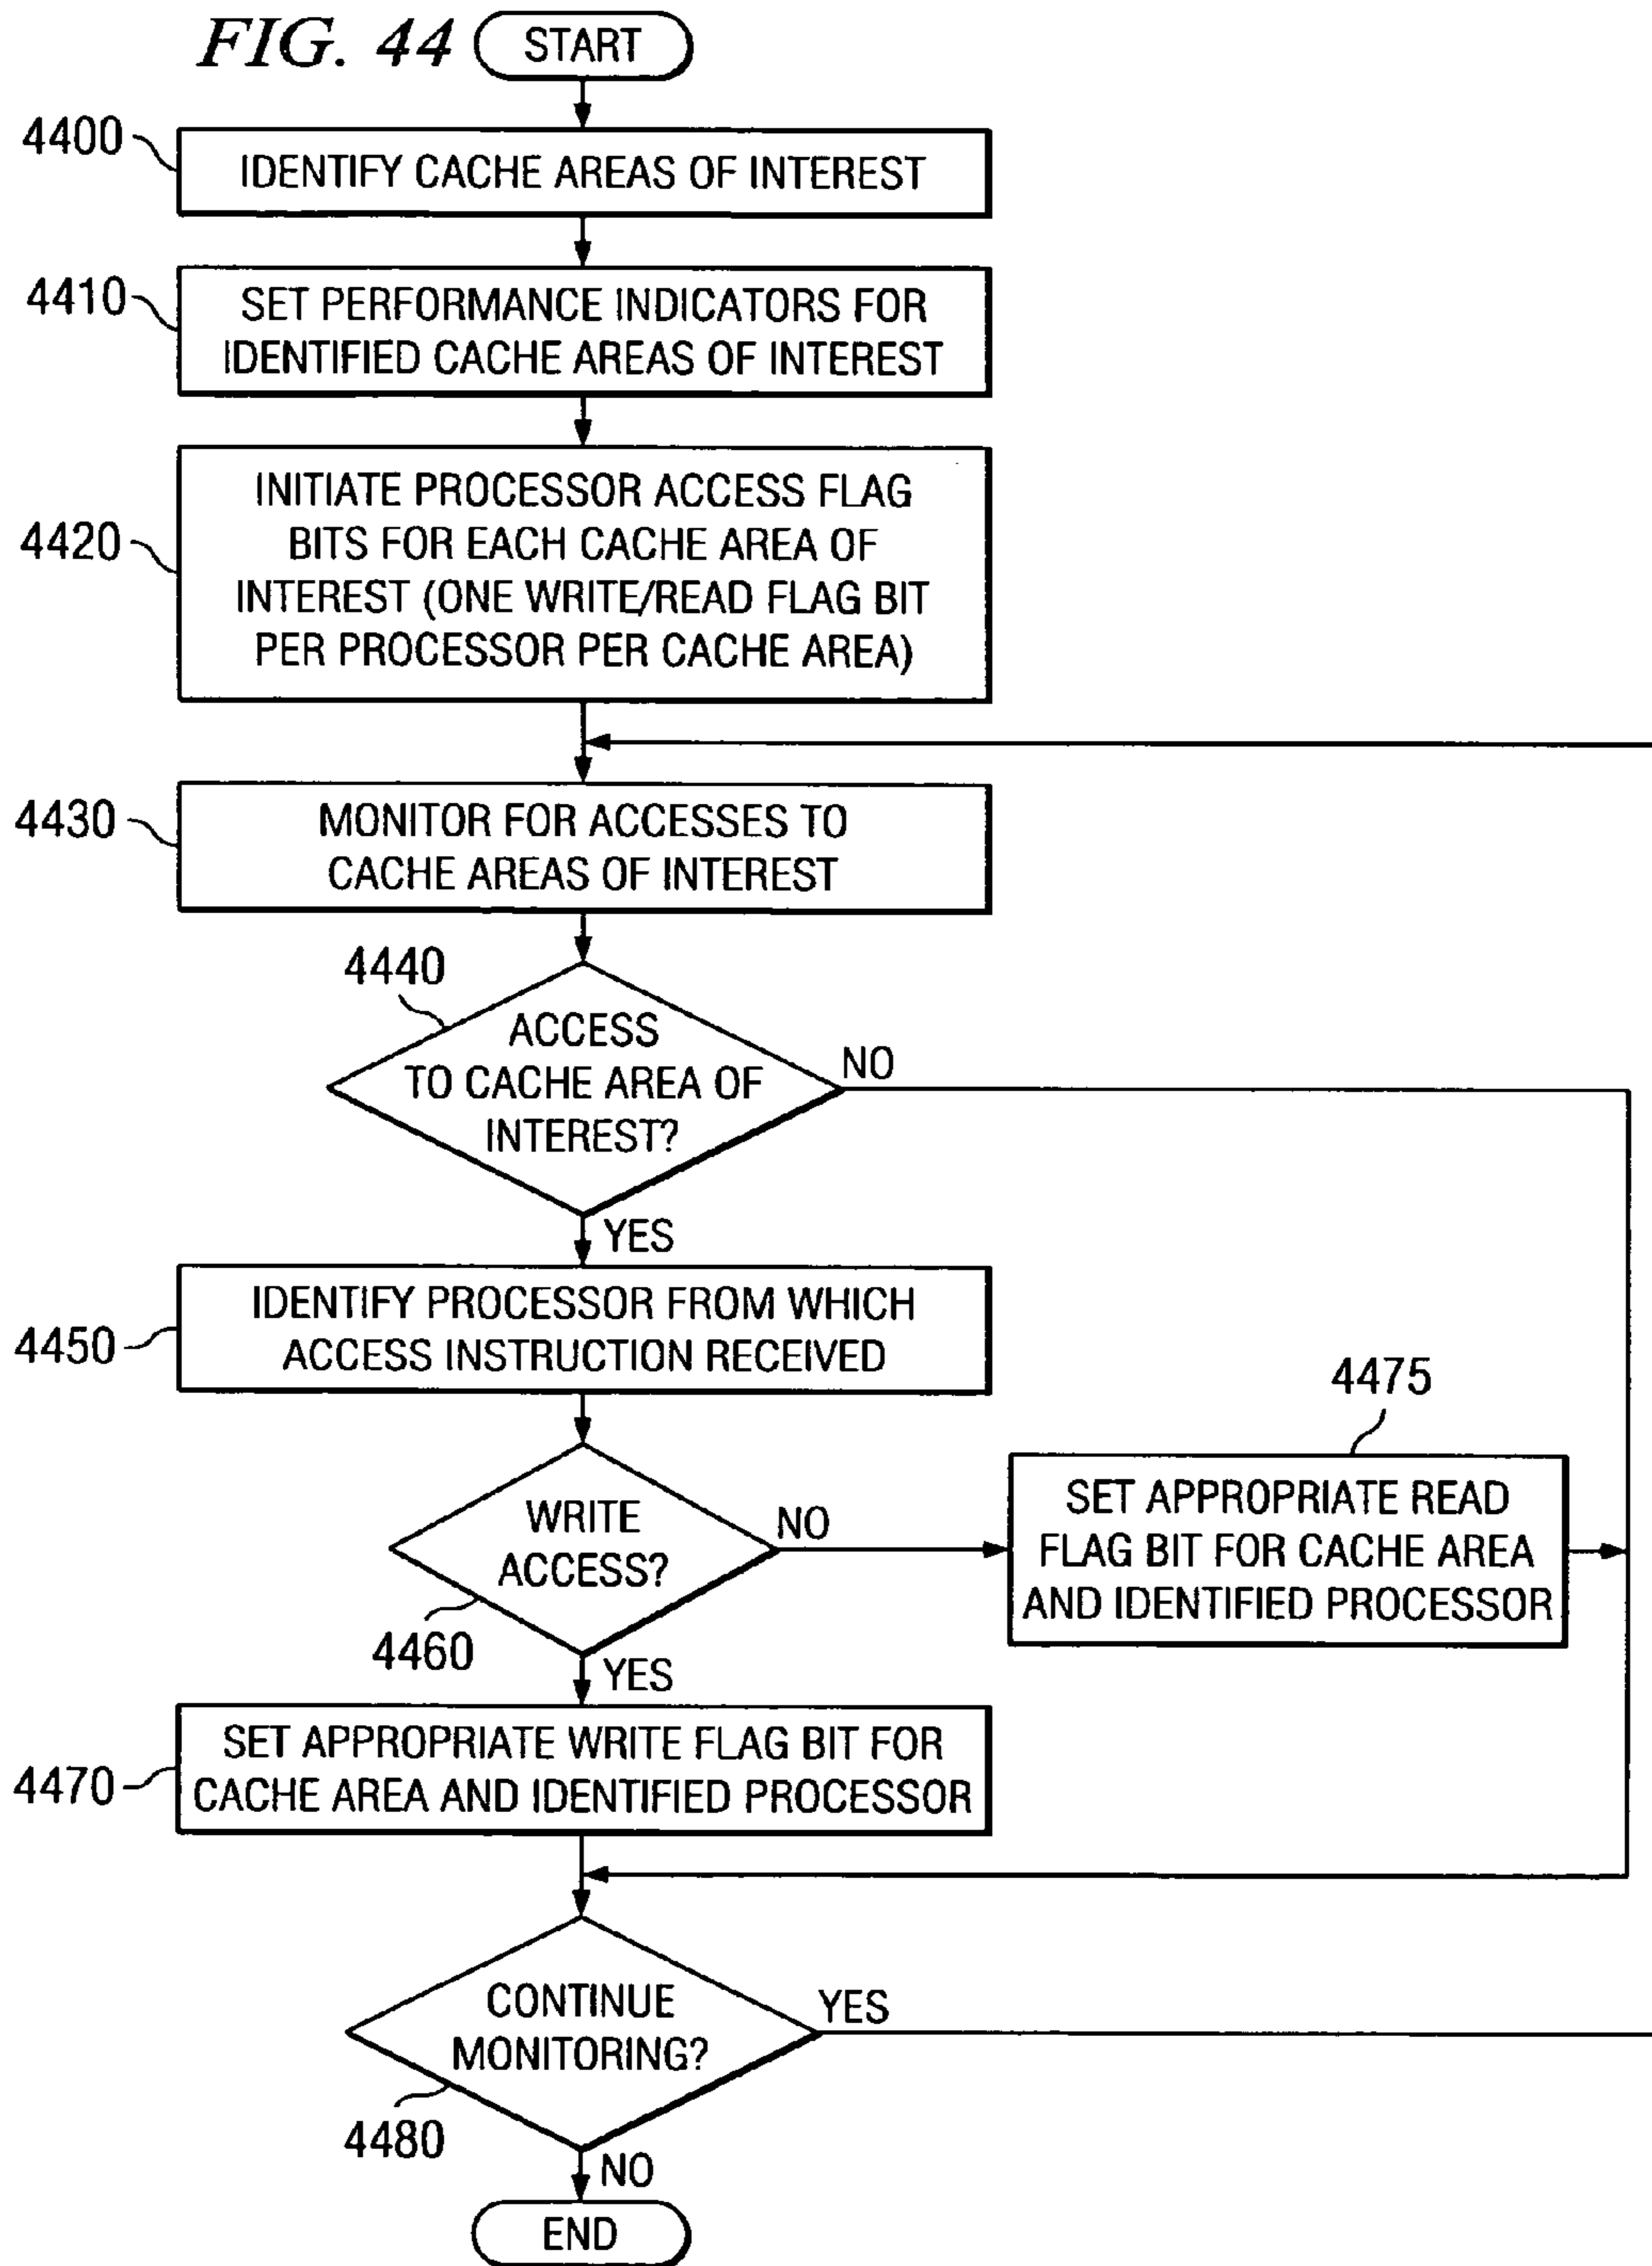 FIG. 44
START
4400
IDENTIFY CACHE AREAS OF INTEREST
4410
SET PERFORMANCE INDICATORS FOR
IDENTIFIED CACHE AREAS OF INTEREST
4420
INITIATE PROCESSOR ACCESS FLAG
BITS FOR EACH CACHE AREA OF
INTEREST (ONE WRITE/READ FLAG BIT
PER PROCESSOR PER CACHE AREA)
4430
MONITOR FOR ACCESSES TO
CACHE AREAS OF INTEREST
4440
ACCESS
TO CACHE AREA OF
INTEREST?
NO
YES
4450
IDENTIFY PROCESSOR FROM WHICH
ACCESS INSTRUCTION RECEIVED
4460
WRITE
ACCESS?
NO
4475
SET APPROPRIATE READ
FLAG BIT FOR CACHE AREA
AND IDENTIFIED PROCESSOR
YES
4470
SET APPROPRIATE WRITE FLAG BIT FOR
CACHE AREA AND IDENTIFIED PROCESSOR
CONTINUE
MONITORING?
YES
4480
NO
END